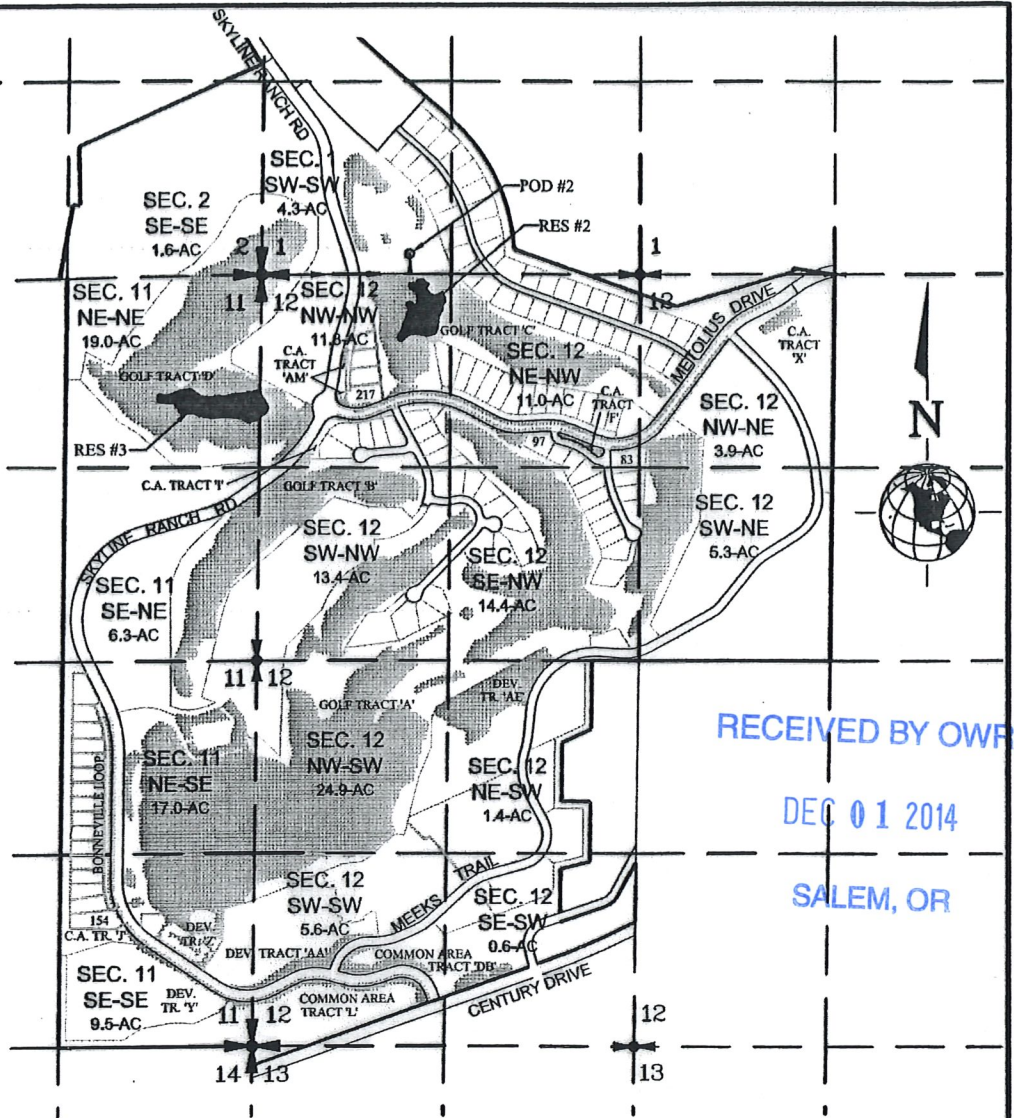 SKYLINE RANCH RD
SEC. 1
SW-SW
4.3-AC
POD #2
RES #2
SEC. 2
SE-SE
1.6-AC
2 1
11 12
1
12
SEC. 11
NE-NE
19.0-AC
SEC. 12
NW-NW
GOLF TRACT 'C'
METOLIUS DRIVE
C.A.
TRACT
'X'
C.A.
TRACT
'AM'
SEC. 12
NE-NW
11.0-AC
GOLF TRACT 'D'
217
C.A.
TRACT
'F'
SEC. 12
NW-NE
3.9-AC
N
RES #3
97
83
C.A. TRACT 'I'
GOLF TRACT 'B'
SKYLINE RANCH RD.
SEC. 12
SW-NW
13.4-AC
SEC. 12
SW-NE
5.3-AC
SEC. 12
SE-NW
14.4-AC
SEC. 11
SE-NE
6.3-AC
11 12
GOLF TRACT 'A'
DEV.
TR. 'AE'
RECEIVED BY OWR
SEC. 11
NE-SE
17.0-AC
SEC. 12
NW-SW
24.9-AC
SEC. 12
NE-SW
1.4-AC
DEC 01 2014
BONNEVILLE LOOP
SALEM, OR
SEC. 12
SW-SW
5.6-AC
MEEKS TRAIL
SEC. 12
SE-SW
0.6-AC
154
C.A. TR. 'J'
DEV.
TR. 'Z'
DEV. TRACT 'AA'
COMMON AREA
TRACT 'DB'
SEC. 11
SE-SE
9.5-AC
DEV.
TR. 'Y'
COMMON AREA
TRACT 'L'
CENTURY DRIVE
11 12
14 13
12
13